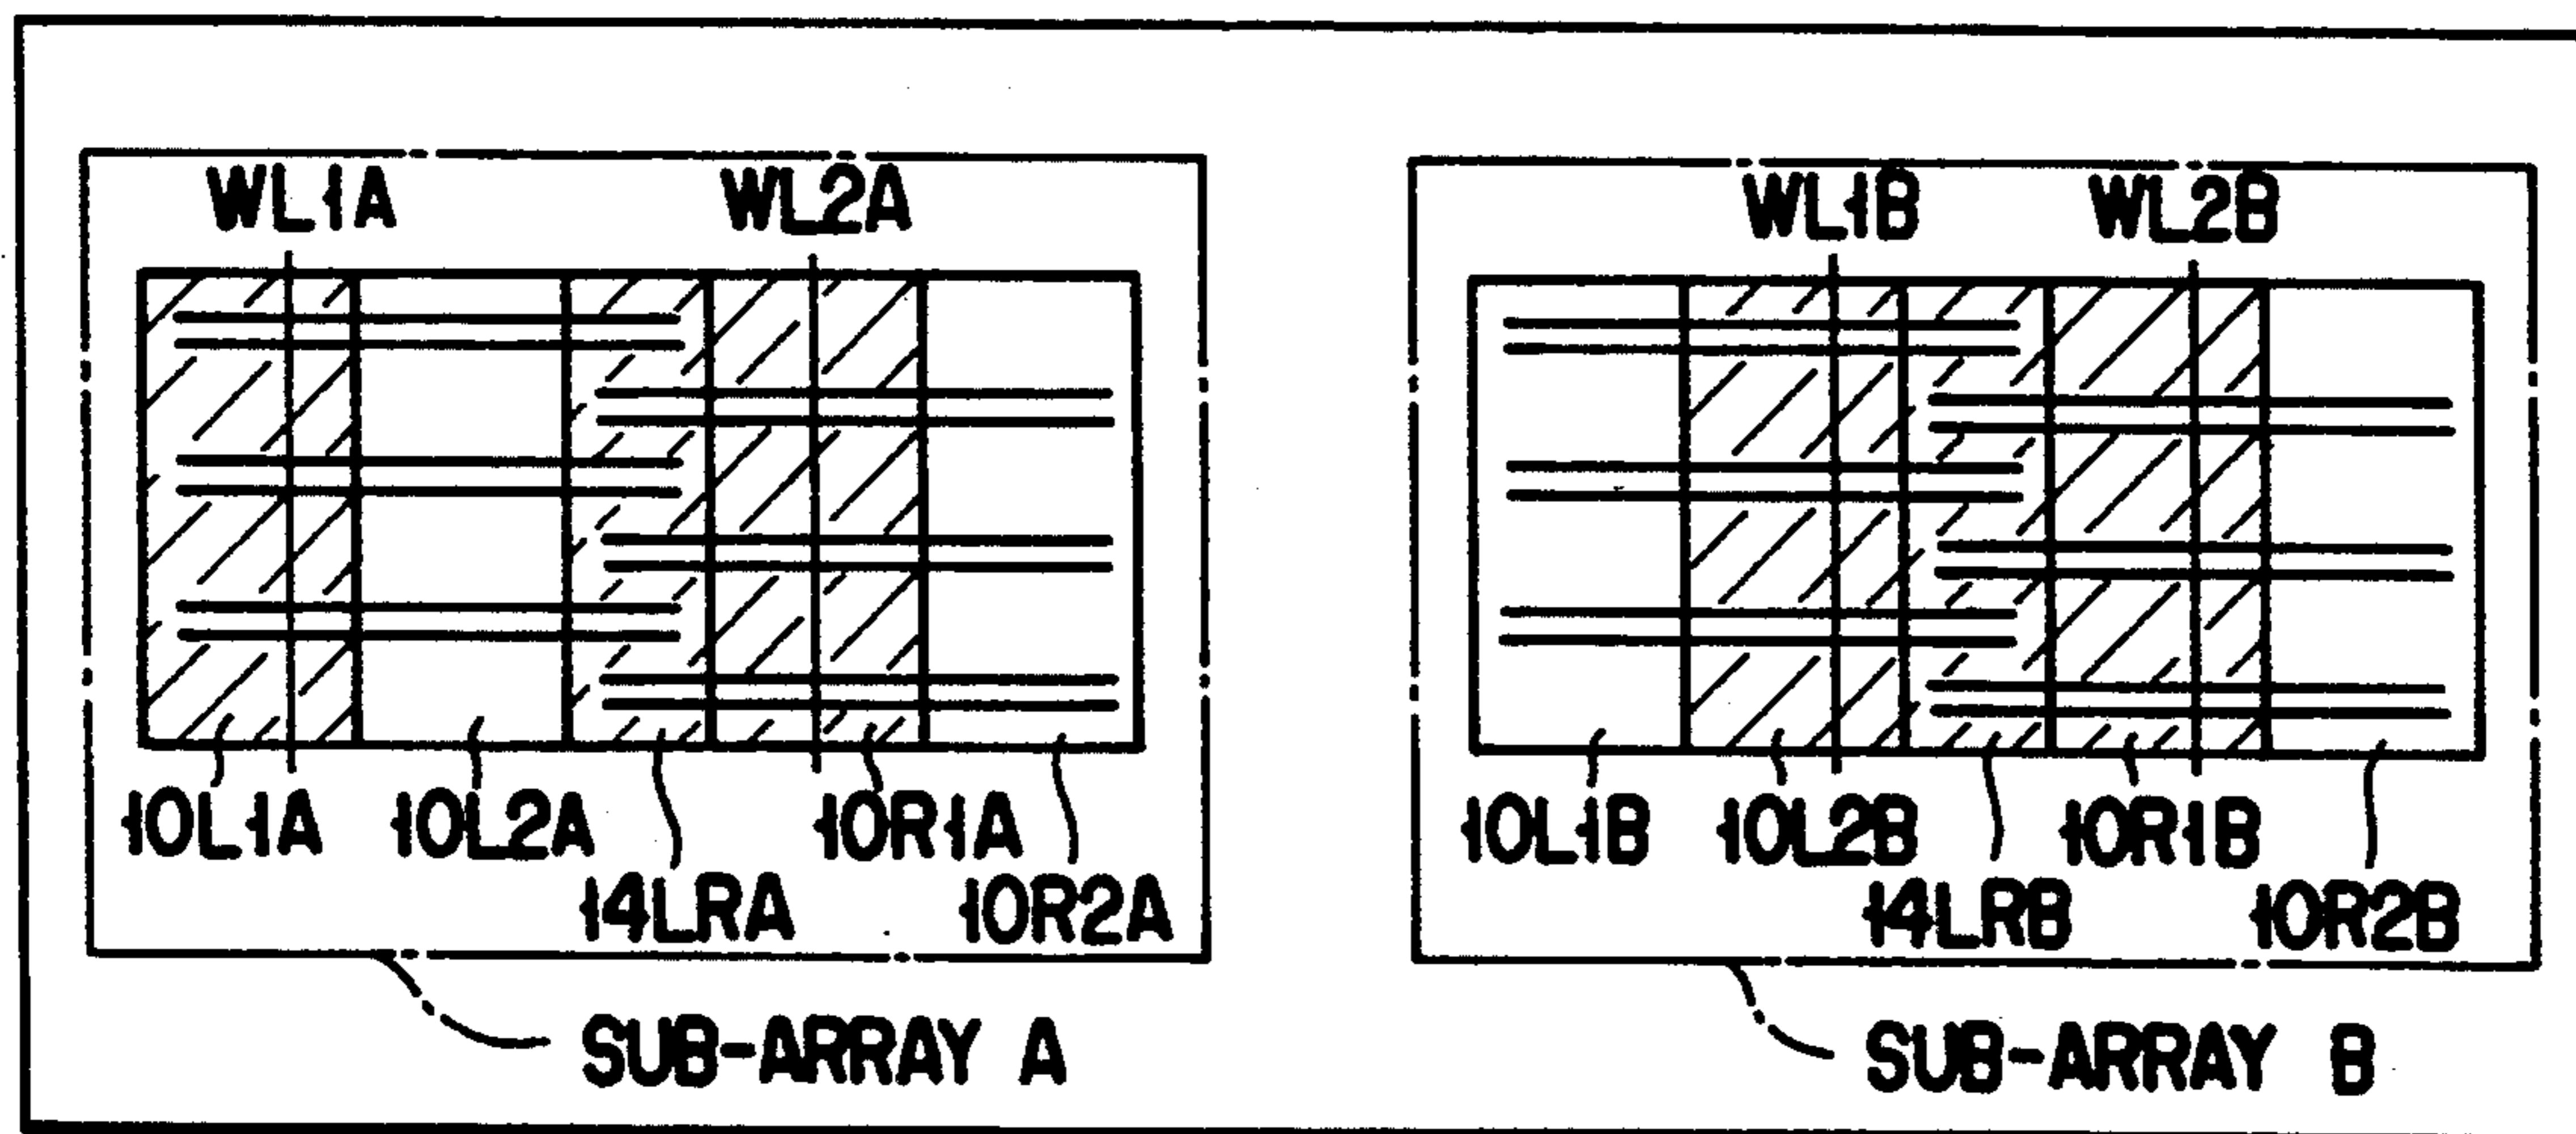 WL1A WL2A WL1B WL2B
10L1A 10L2A 10R1A 10L1B 10L2B 10R1B
14LRA 10R2A 14LRB 10R2B
SUB-ARRAY A SUB-ARRAY B